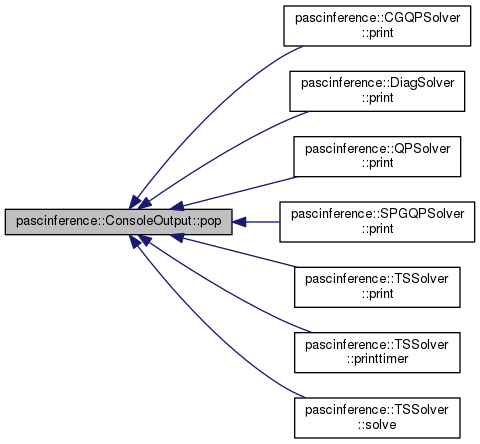 pascinference::CGQPSolver
::print
pascinference::DiagSolver
::print
pascinference::QPSolver
::print
pascinference::ConsoleOutput::pop
pascinference::SPGQPSolver
::print
pascinference::TSSolver
::print
pascinference::TSSolver
::printtimer
pascinference::TSSolver
::solve